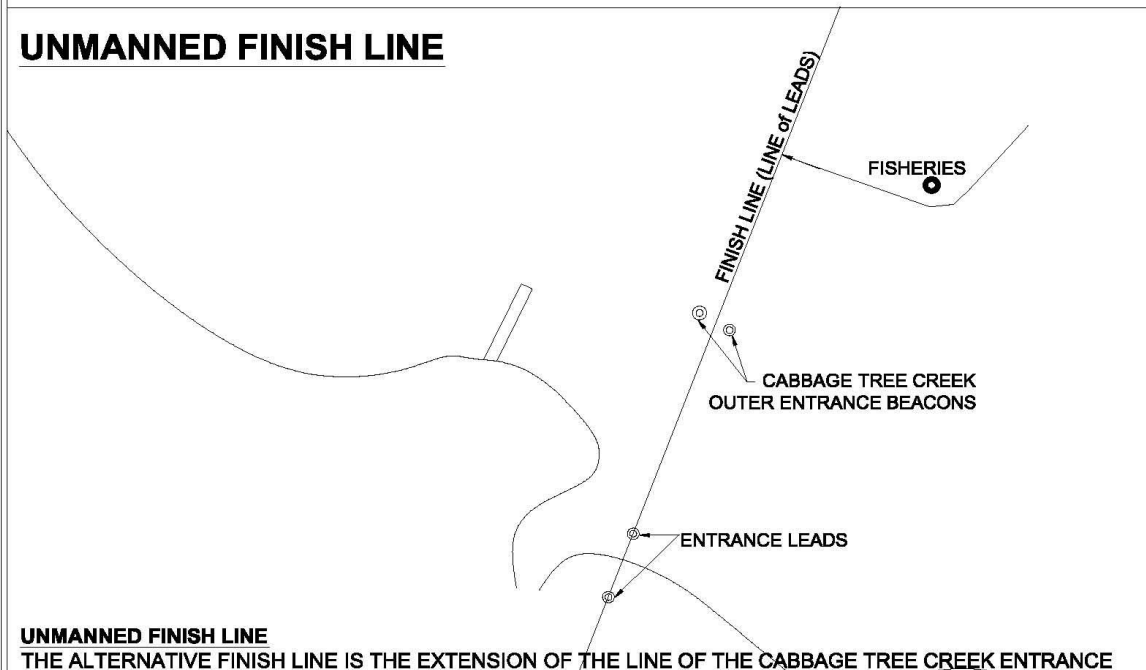 UNMANNED FINISH LINE
FINISH LINE (LINE of LEADS)
FISHERIES
CABBAGE TREE CREEK
OUTER ENTRANCE BEACONS
ENTRANCE LEADS
UNMANNED FINISH LINE
THE ALTERNATIVE FINISH LINE IS THE EXTENSION OF THE LINE OF THE CABBAGE TREE CREEK ENTRANCE